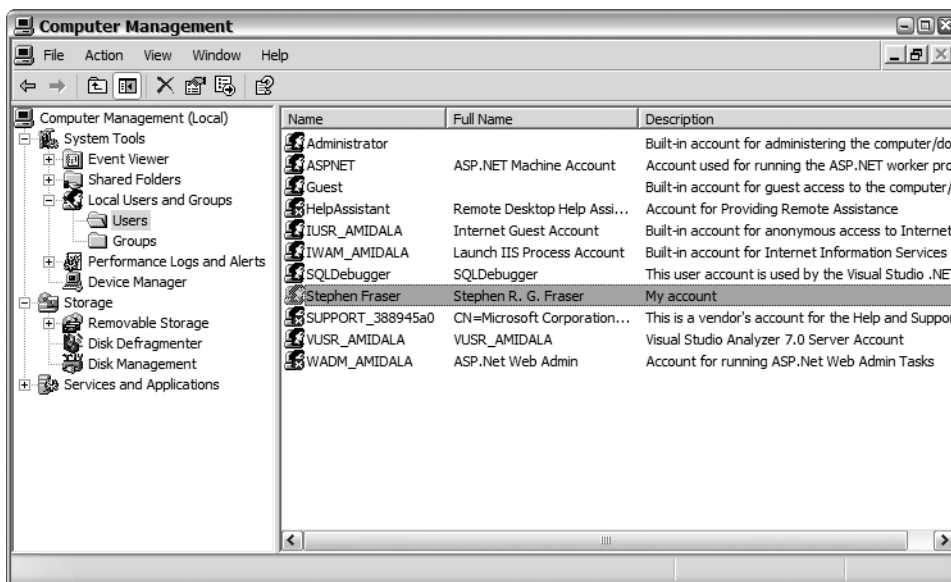 Computer Management
File Action View Window Help
Computer Management (Local)
System Tools
Event Viewer
Shared Folders
Local Users and Groups
Users
Groups
Performance Logs and Alerts
Device Manager
Storage
Removable Storage
Disk Defragmenter
Disk Management
Services and Applications
Name Full Name Description
Administrator Built-in account for administering the computer/do
ASPNET ASP.NET Machine Account Account used for running the ASP.NET worker pro
Guest Built-in account for guest access to the computer/
HelpAssistant Remote Desktop Help Assi... Account for Providing Remote Assistance
IUSR_AMIDALA Internet Guest Account Built-in account for anonymous access to Internet
IWAM_AMIDALA Launch IIS Process Account Built-in account for Internet Information Services
SQLDebugger SQLDebugger This user account is used by the Visual Studio .NE
Stephen Fraser Stephen R. G. Fraser My account
SUPPORT_388945a0 CN=Microsoft Corporation... This is a vendor's account for the Help and Suppo
VUSR_AMIDALA VUSR_AMIDALA Visual Studio Analyzer 7.0 Server Account
WADM_AMIDALA ASP.Net Web Admin Account for running ASP.Net Web Admin Tasks